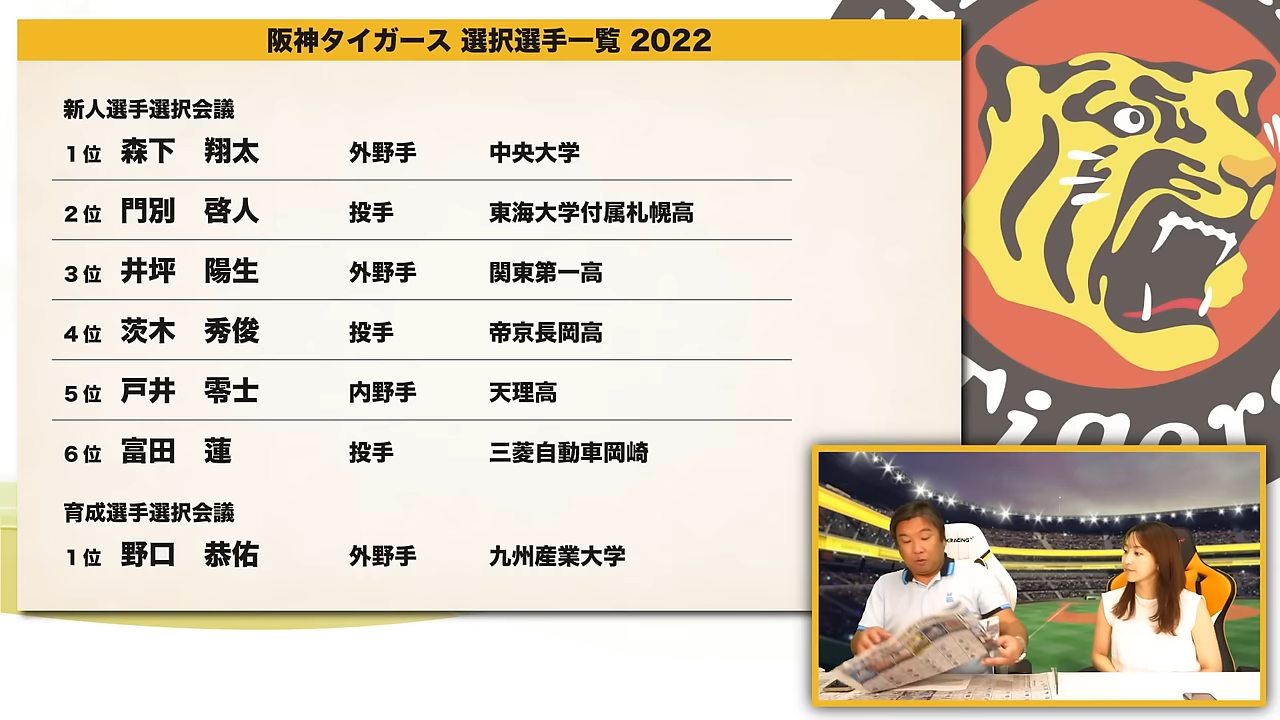 阪神タイガース 選択選手一覧 2022
新人選手選択会議
1位 森下 翔太 外野手 中央大学
2位 門別 啓人 投手 東海大学付属札幌高
3位 井坪 陽生 外野手 関東第一高
4位 茨木 秀俊 投手 帝京長岡高
5位 戸井 零士 内野手 天理高
6位 富田 蓮 投手 三菱自動車岡崎
育成選手選択会議
1位 野口 恭佑 外野手 九州産業大学
Tigers